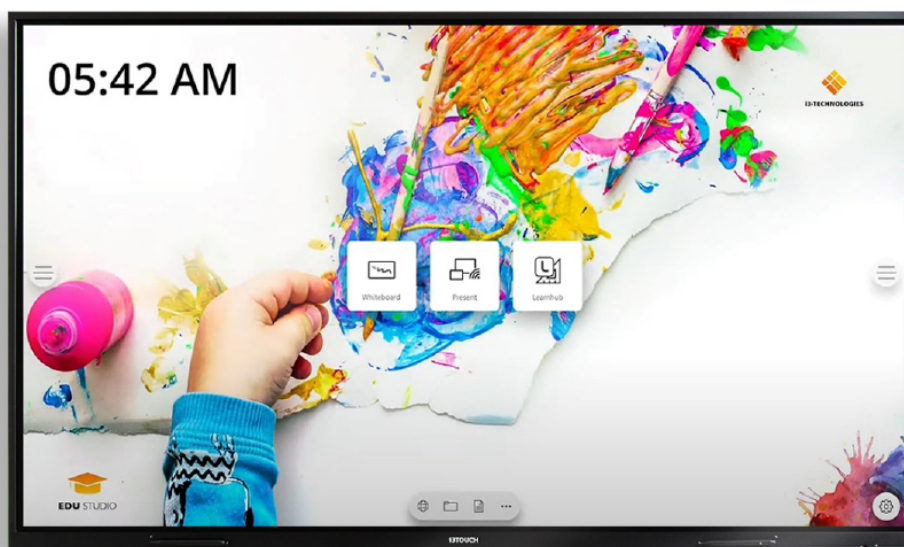 05:42 AM
i3-TECHNOLOGIES
Whiteboard
Present
Learnhub
EDU STUDIO
i3TOUCH